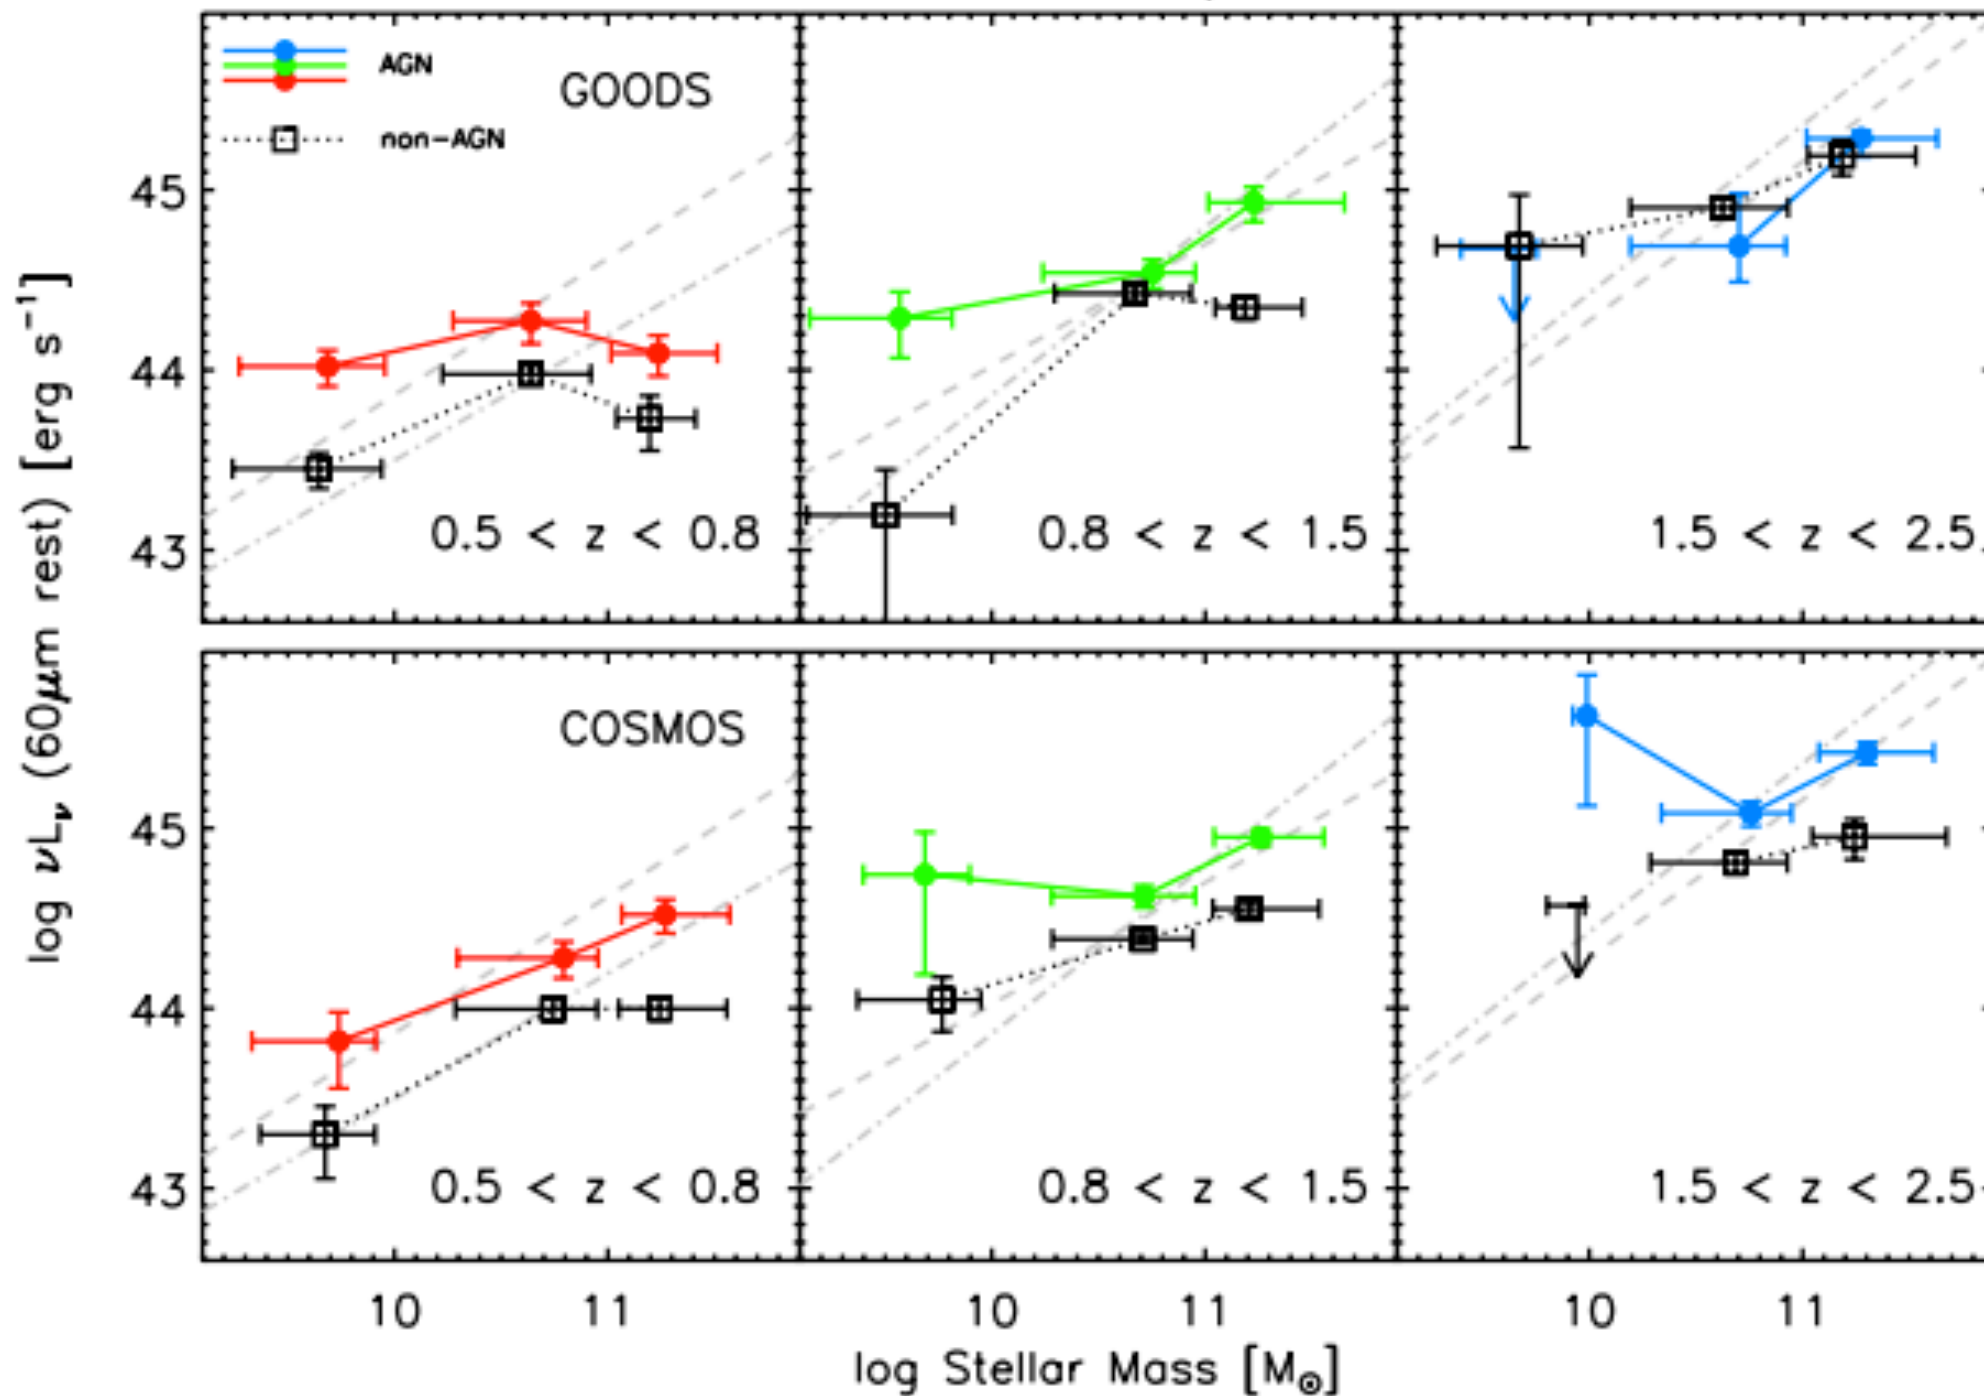 AGN
GOODS
non-AGN
45
44
43
0.5 < z < 0.8
0.8 < z < 1.5
1.5 < z < 2.5
log νLν (60μm rest) [erg s⁻¹]
COSMOS
45
44
43
0.5 < z < 0.8
0.8 < z < 1.5
1.5 < z < 2.5
10
11
10
11
10
11
log Stellar Mass [M⊙]